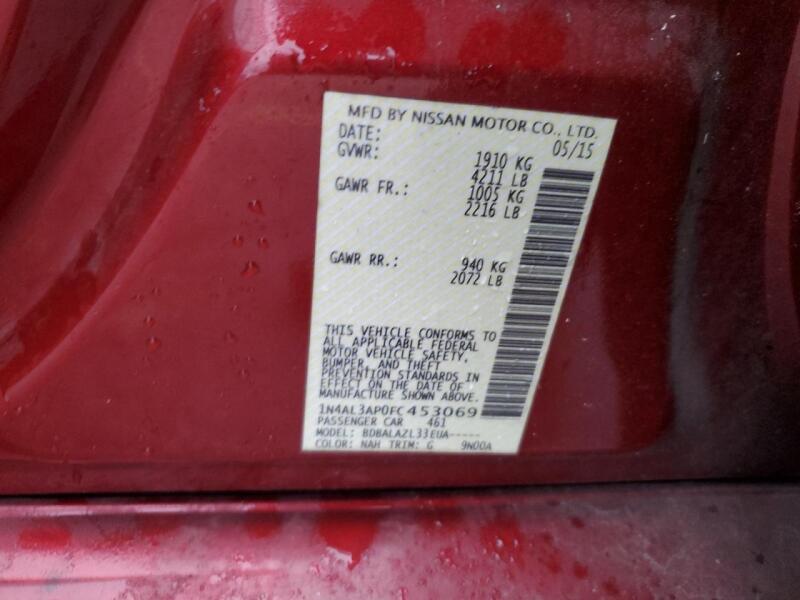 MFD BY NISSAN MOTOR CO., LTD.
DATE: 05/15
GVWR: 1910 KG
4211 LB
GAWR FR.: 1005 KG
2216 LB
GAWR RR.: 940 KG
2072 LB
THIS VEHICLE CONFORMS TO
ALL APPLICABLE FEDERAL
MOTOR VEHICLE SAFETY,
BUMPER, AND THEFT
PREVENTION STANDARDS IN
EFFECT ON THE DATE OF
MANUFACTURE SHOWN ABOVE.
1N4AL3AP0FC453069
PASSENGER CAR 461
MODEL: BDBALAZL33EUA-----
COLOR: NAH TRIM: G 9N00A